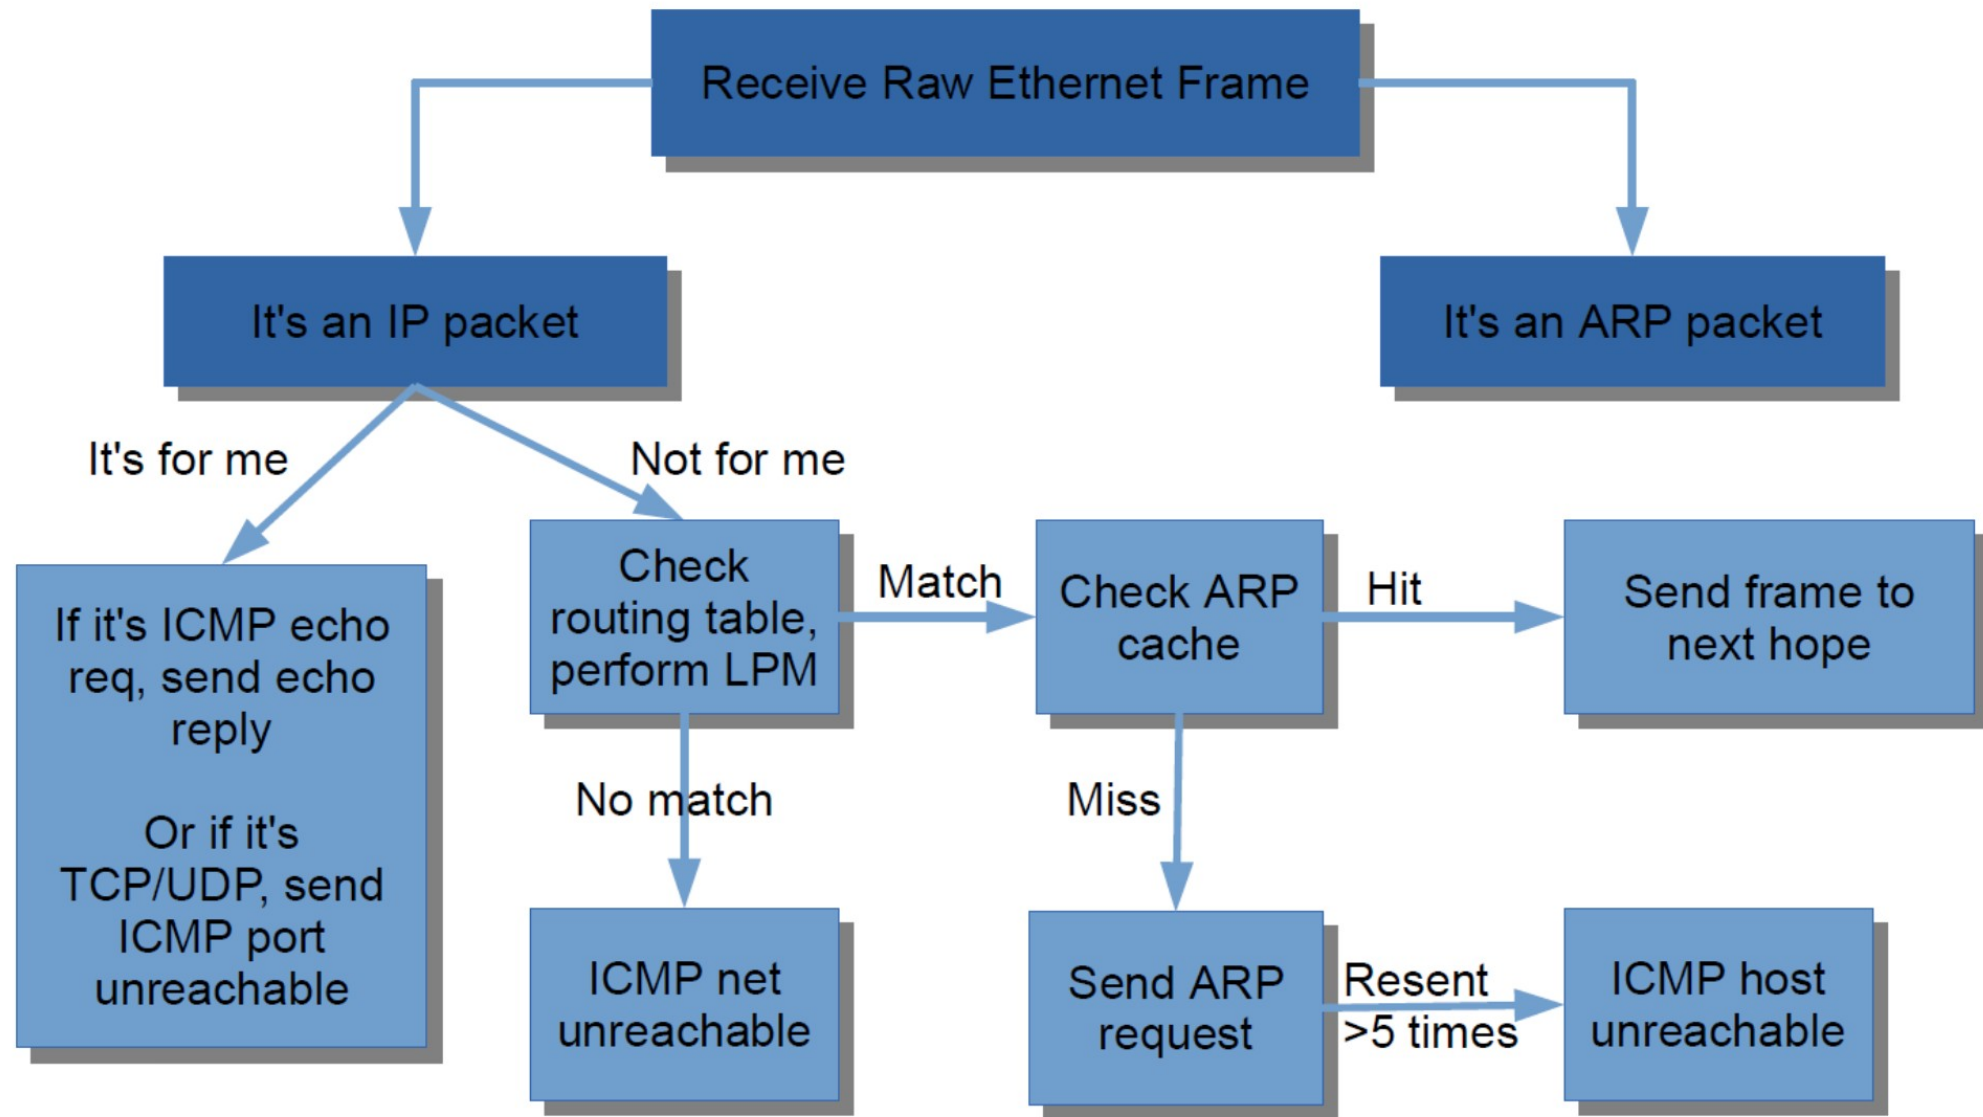 Receive Raw Ethernet Frame
It's an IP packet
It's an ARP packet
It's for me
Not for me
If it's ICMP echo
req, send echo
reply
Or if it's
TCP/UDP, send
ICMP port
unreachable
Check
routing table,
perform LPM
Match
Check ARP
cache
Hit
Send frame to
next hope
No match
Miss
ICMP net
unreachable
Send ARP
request
Resent
>5 times
ICMP host
unreachable